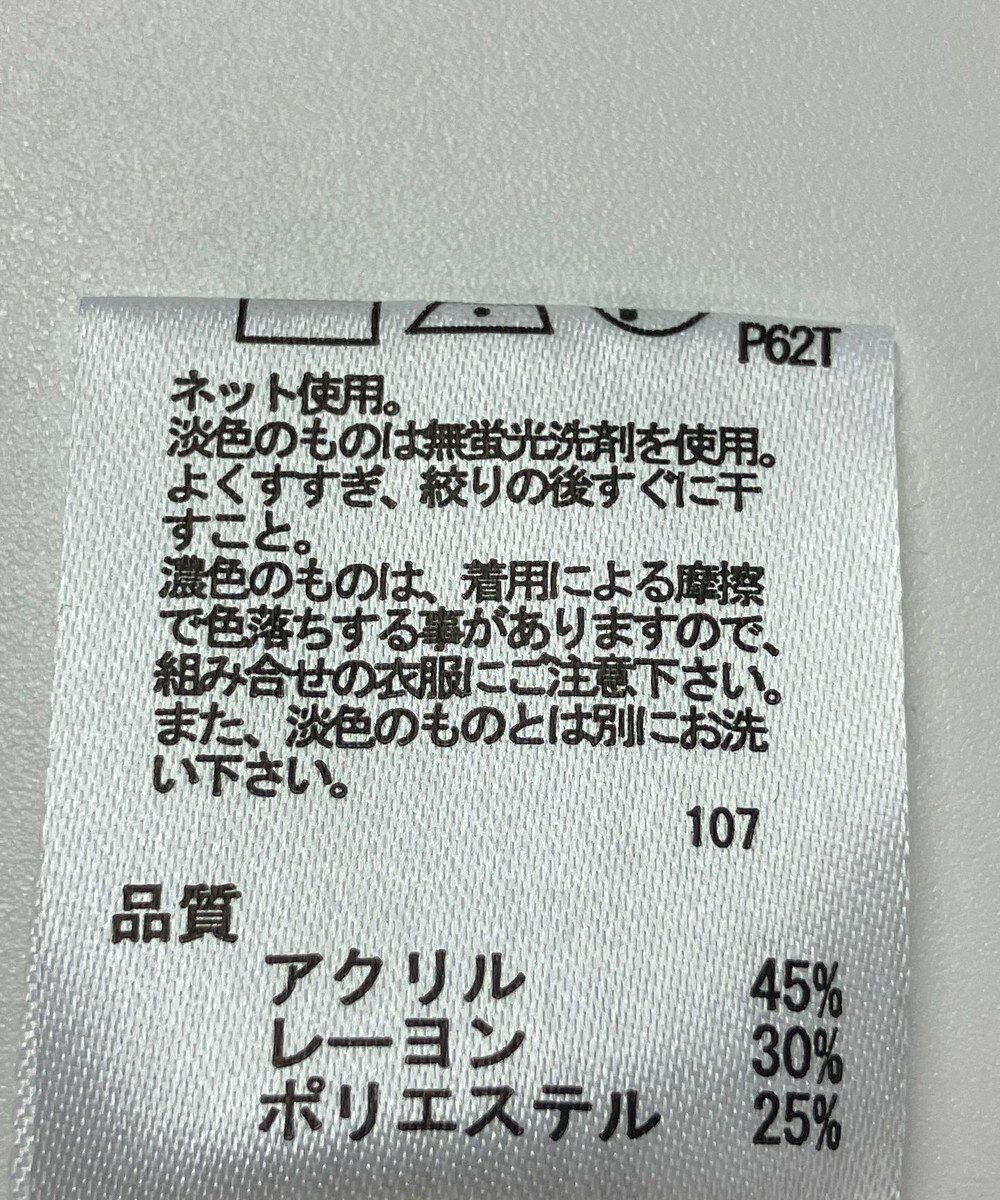 P62T
ネット使用。
淡色のものは無蛍光洗剤を使用。
よくすすぎ、絞りの後すぐに干
すこと。
濃色のものは、着用による摩擦
で色落ちする事がありますので、
組み合せの衣服にご注意下さい。
また、淡色のものとは別にお洗
い下さい。
107
品質
アクリル 45%
レーヨン 30%
ポリエステル 25%